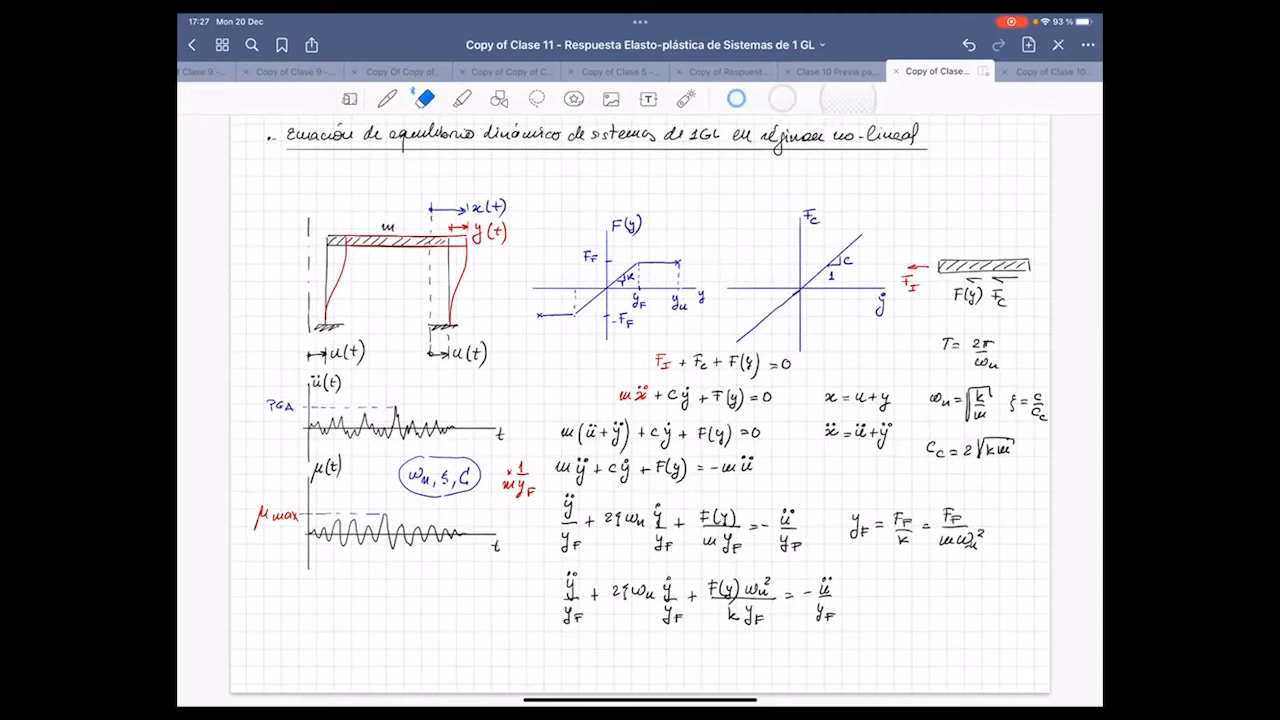 17:27 Mon 20 Dec
93 %
Copy of Clase 11 - Respuesta Elasto-plástica de Sistemas de 1 GL
Clase 9 -
Copy of Clase 9 -
Copy Of Copy of
Copy of Copy of C
Copy of Clase 5 -
Copy of Respuest
Clase 10 Previa pa
Copy of Clase
Copy of Clase 10
. Ecuación de equilibrio dinámico de sistemas de 1GL en régimen no-lineal
x(t)
m
y(t)
u(t)
u(t)
F(y)
F_F
k
1
y_F
y_u
y
-F_F
F_c
c
1
ẏ
F_I
F(y) F_c
T = 2π/ω_n
F_I + F_c + F(y) = 0
mẍ + cẏ + F(y) = 0
x = u + y
ω_n = √(k/m)
ξ = c/c_c
m(ü + ÿ) + cẏ + F(y) = 0
ẍ = ü + ÿ
c_c = 2√(km)
mÿ + cẏ + F(y) = -mü
× 1/(m y_F)
ÿ/y_F + 2ξω_n ẏ/y_F + F(y)/(m y_F) = - ü/y_F
y_F = F_F/k = F_F/(mω_n²)
ÿ/y_F + 2ξω_n ẏ/y_F + F(y) ω_n²/(k y_F) = - ü/y_F
ü(t)
PGA
t
μ(t)
ω_n, ξ, C
μmax
t